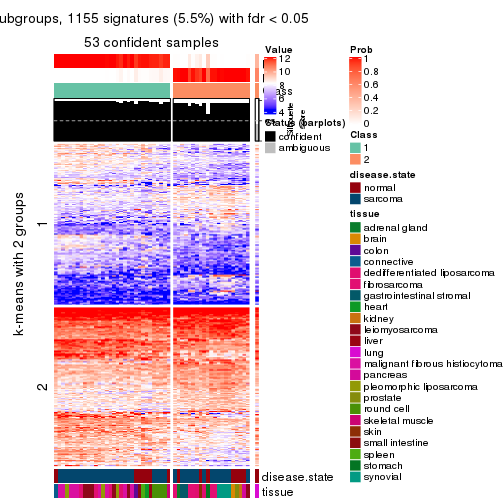 ubgroups, 1155 signatures (5.5%) with fdr < 0.05
53 confident samples
k-means with 2 groups
1
2
Value
12
10
8
6
4
Status (barplots)
confident
ambiguous
Silhouette
score
Prob
1
0.8
0.6
0.4
0.2
0
Class
1
2
disease.state
normal
sarcoma
tissue
adrenal gland
brain
colon
connective
dedifferentiated liposarcoma
fibrosarcoma
gastrointestinal stromal
heart
kidney
leiomyosarcoma
liver
lung
malignant fibrous histiocytoma
pancreas
pleomorphic liposarcoma
prostate
round cell
skeletal muscle
skin
small intestine
spleen
stomach
synovial
disease.state
tissue